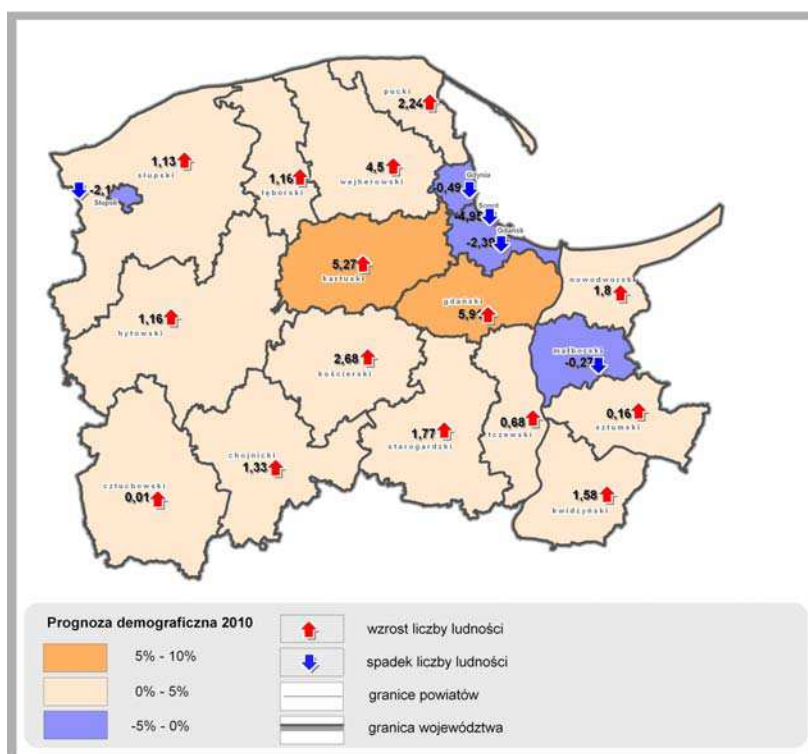 pucki
2,24
1,13
słupski
1,16
lęborski
4,5
wejherowski
-0,49
Gdynia
-2,1
Słupsk
Sopot
-4,95
Gdańsk
-2,39
5,27
kartuski
gdański
nowodworski
1,8
1,16
bytowski
2,68
kościerski
malborski
-0,27
0,16
sztumski
0,68
tczewski
1,77
starogardzki
chojnicki
1,33
człuchowski
0,01
1,58
kwidzyński
Prognoza demograficzna 2010
5% - 10%
0% - 5%
-5% - 0%
wzrost liczby ludności
spadek liczby ludności
granice powiatów
granica województwa